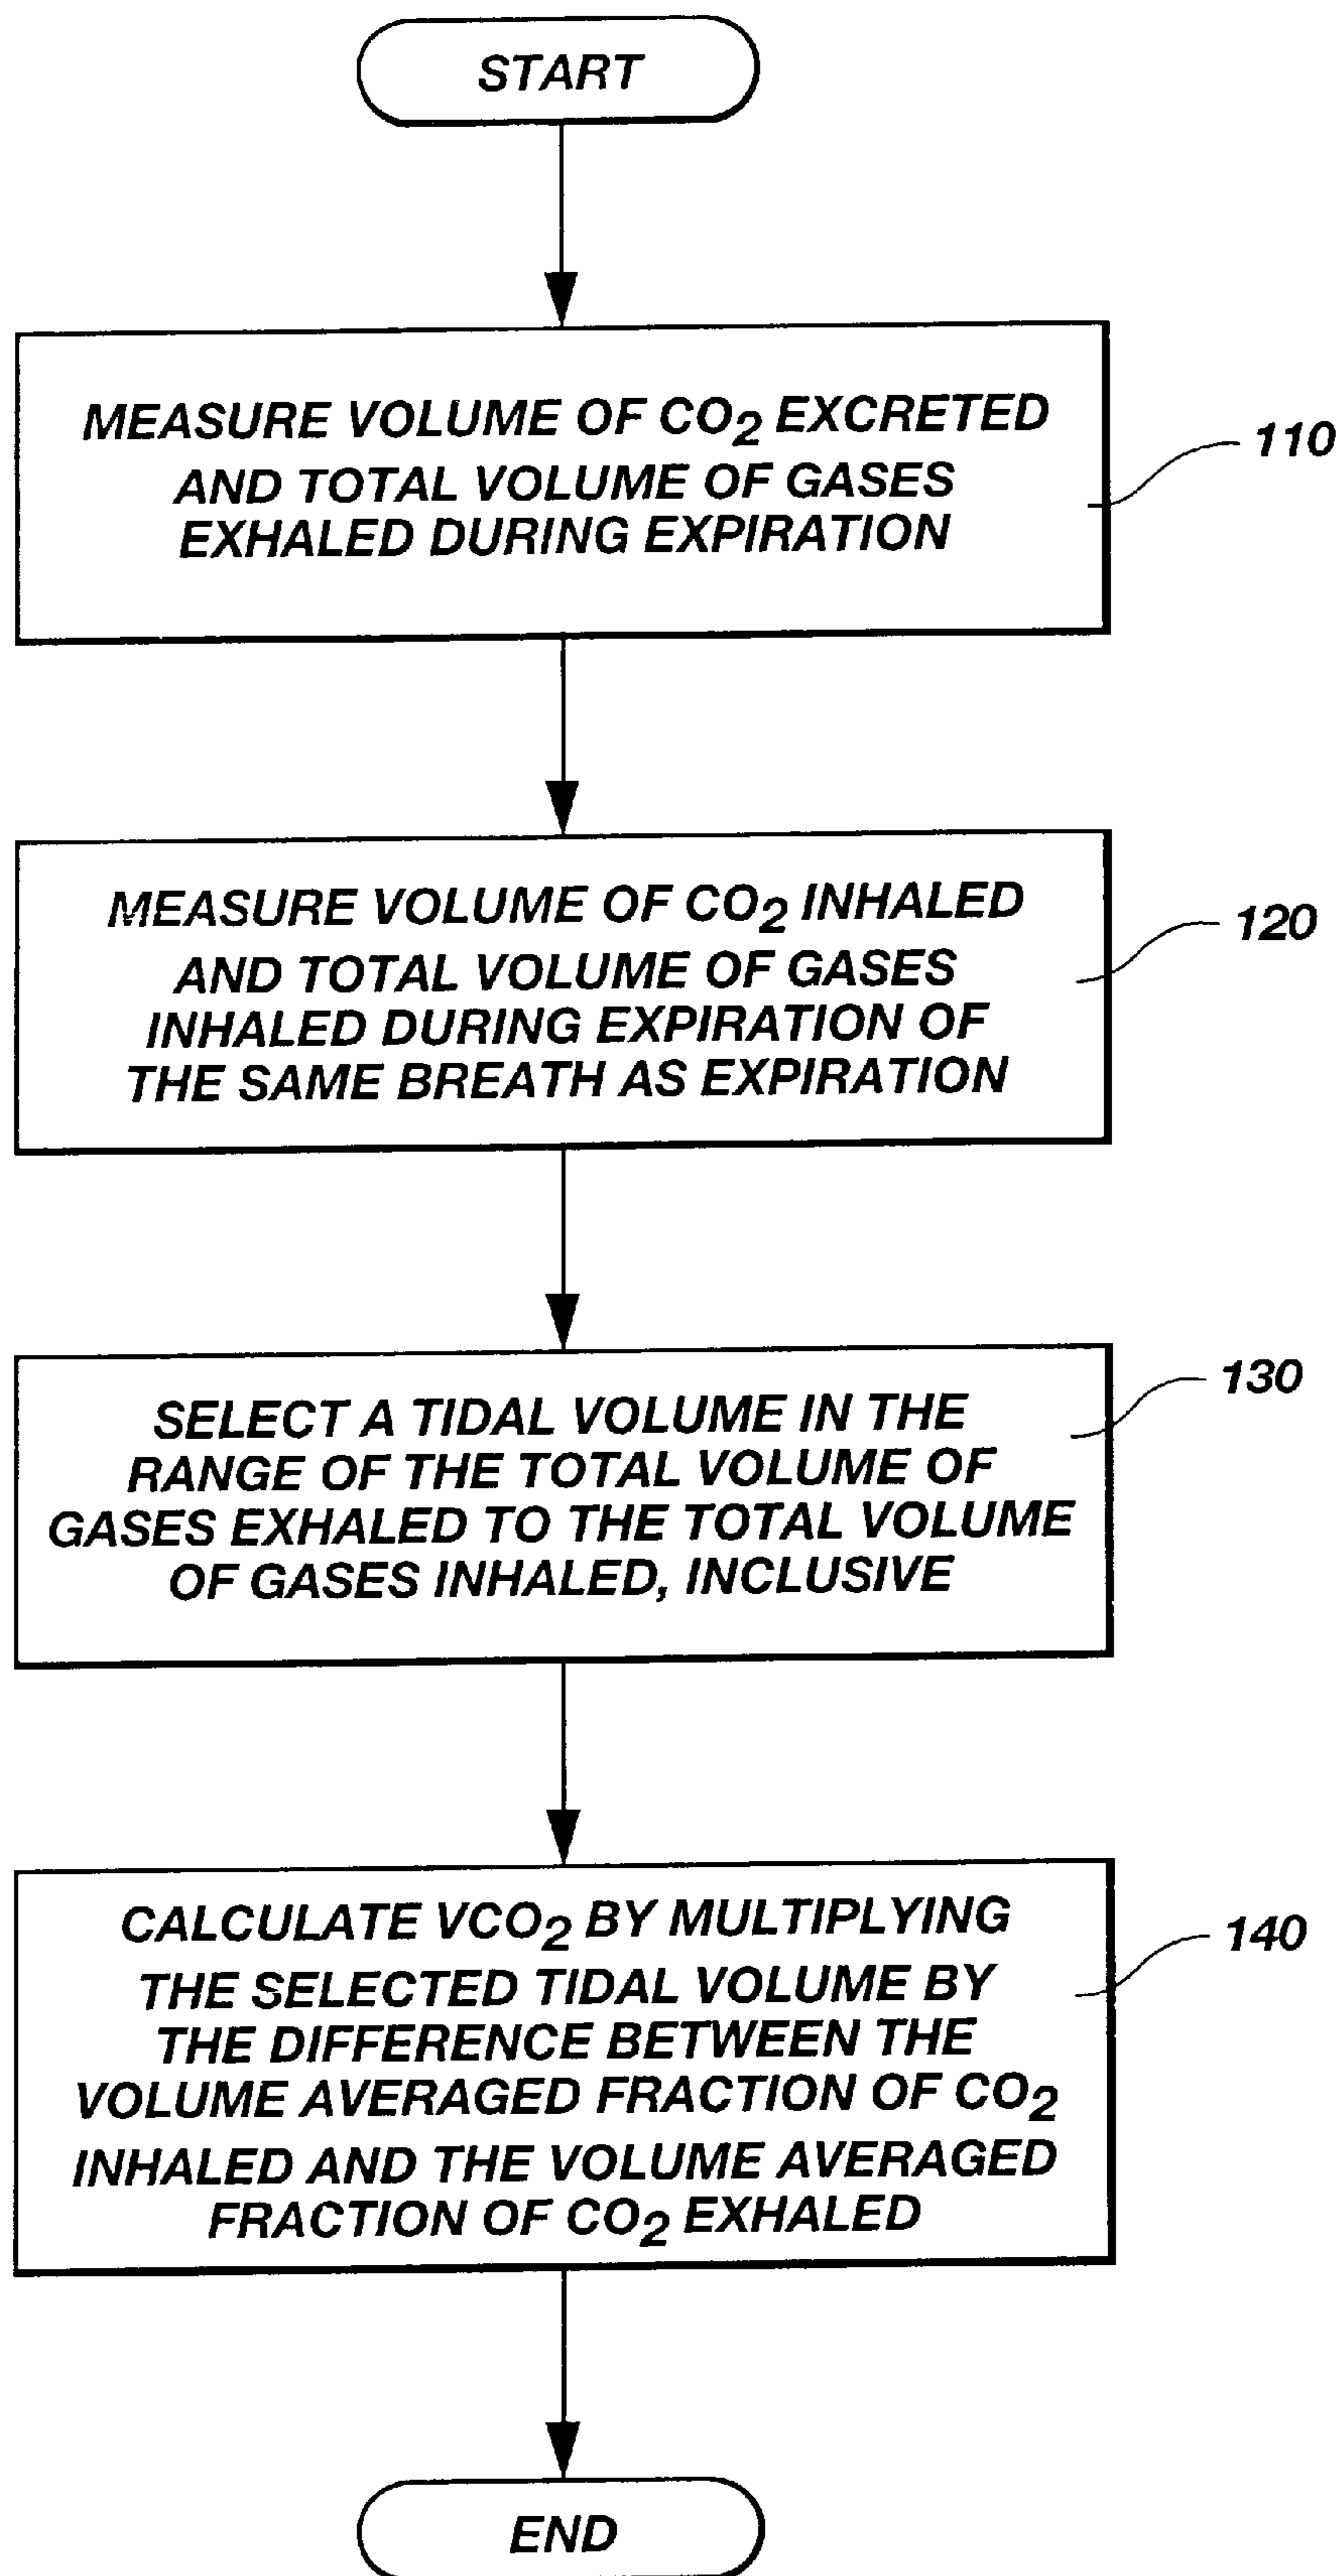 START
MEASURE VOLUME OF CO₂ EXCRETED
AND TOTAL VOLUME OF GASES
EXHALED DURING EXPIRATION
110
MEASURE VOLUME OF CO₂ INHALED
AND TOTAL VOLUME OF GASES
INHALED DURING EXPIRATION OF
THE SAME BREATH AS EXPIRATION
120
SELECT A TIDAL VOLUME IN THE
RANGE OF THE TOTAL VOLUME OF
GASES EXHALED TO THE TOTAL VOLUME
OF GASES INHALED, INCLUSIVE
130
CALCULATE VCO₂ BY MULTIPLYING
THE SELECTED TIDAL VOLUME BY
THE DIFFERENCE BETWEEN THE
VOLUME AVERAGED FRACTION OF CO₂
INHALED AND THE VOLUME AVERAGED
FRACTION OF CO₂ EXHALED
140
END